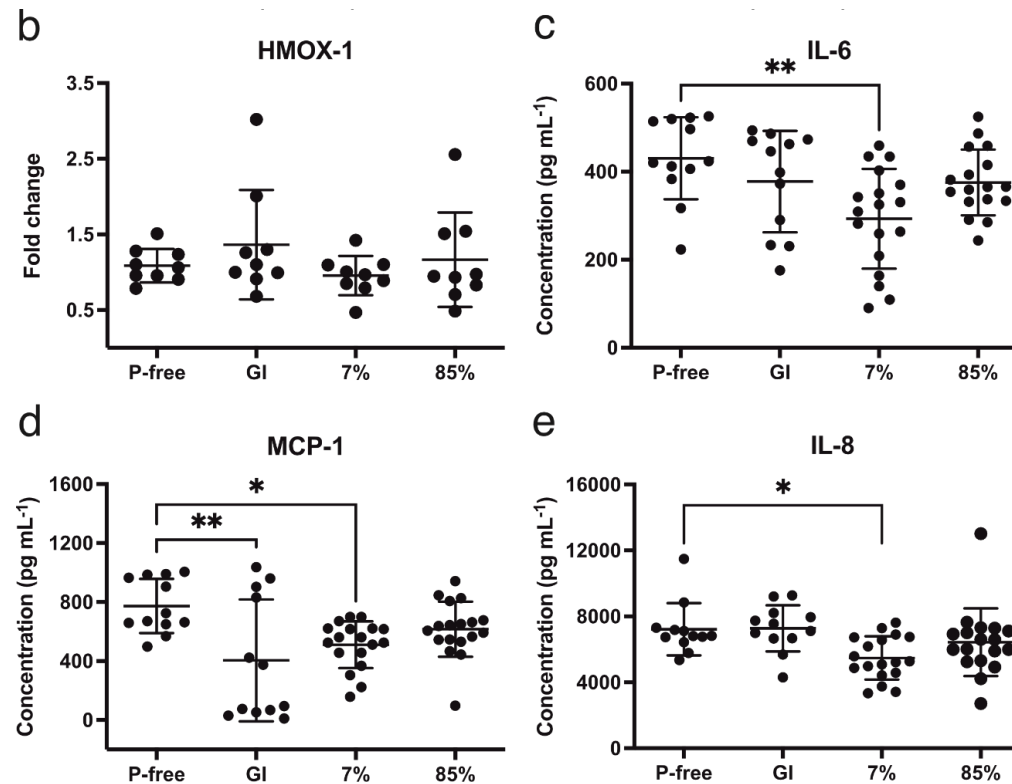 b
HMOX-1
Fold change
3.5
2.5
1.5
0.5
P-free GI 7% 85%
c
IL-6
**
Concentration (pg mL-1)
600
400
200
0
P-free GI 7% 85%
d
MCP-1
*
**
Concentration (pg mL-1)
1600
1200
800
400
0
P-free GI 7% 85%
e
IL-8
*
Concentration (pg mL-1)
16000
12000
8000
4000
0
P-free GI 7% 85%